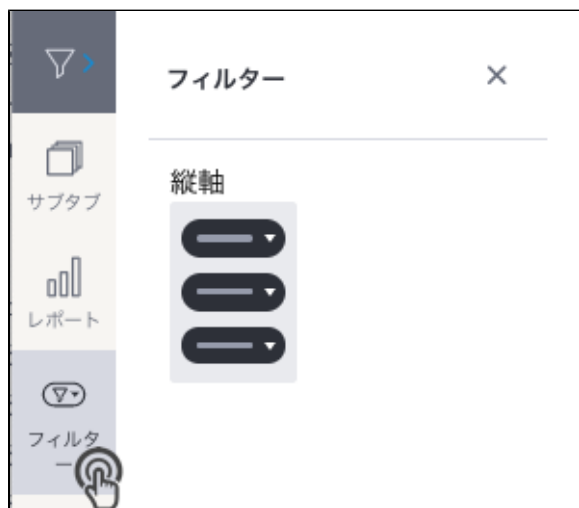 フィルター
サブタブ
縦軸
レポート
フィルタ
ー